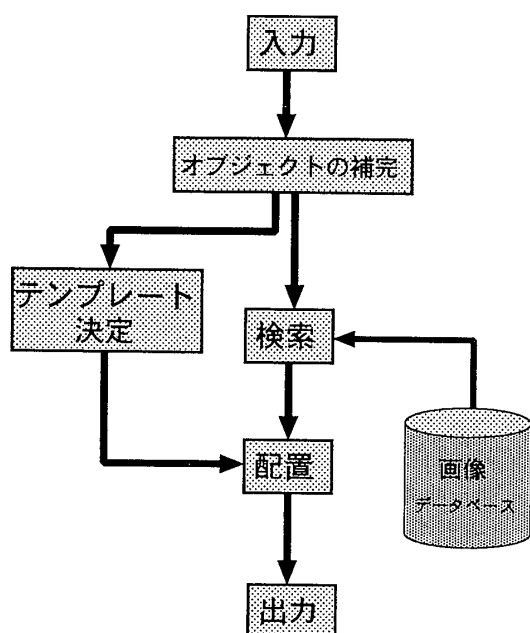 入力
オブジェクトの補完
テンプレート
決定
検索
配置
画像
データベース
出力